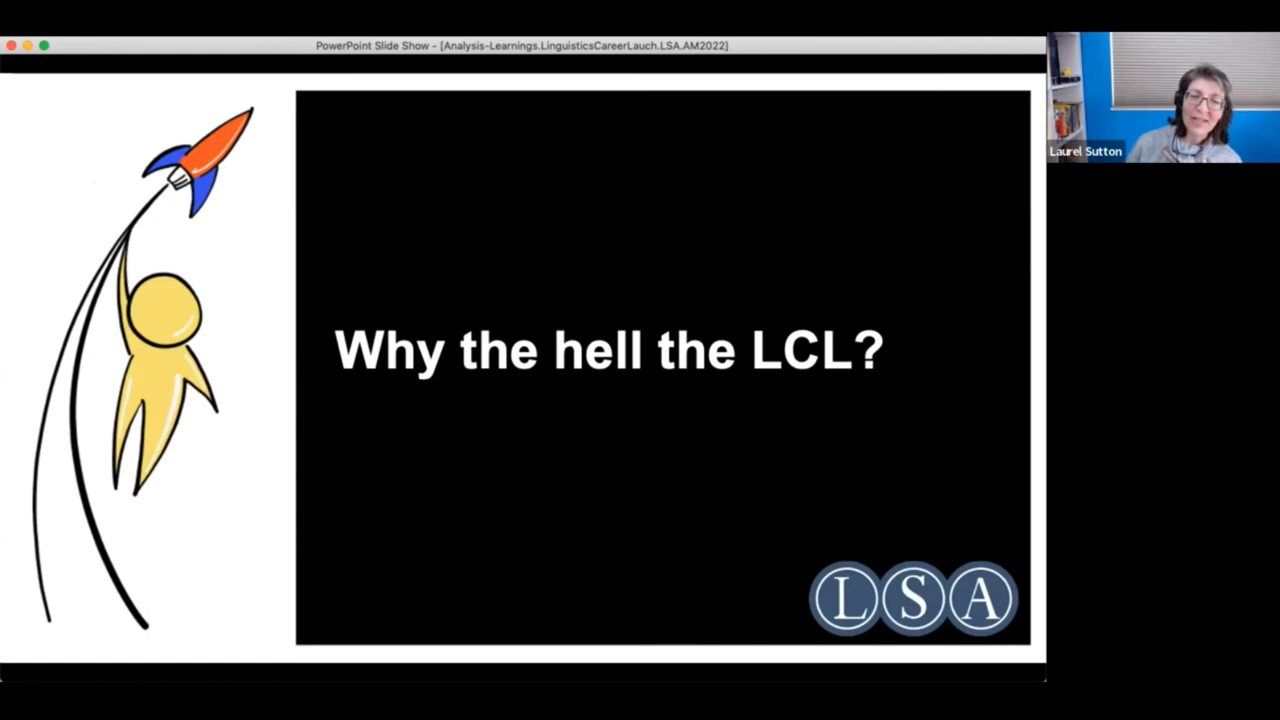 PowerPoint Slide Show - [Analysis-Learnings.LinguisticsCareerLauch.LSA.AM2022]
Laurel Sutton
Why the hell the LCL?
LSA